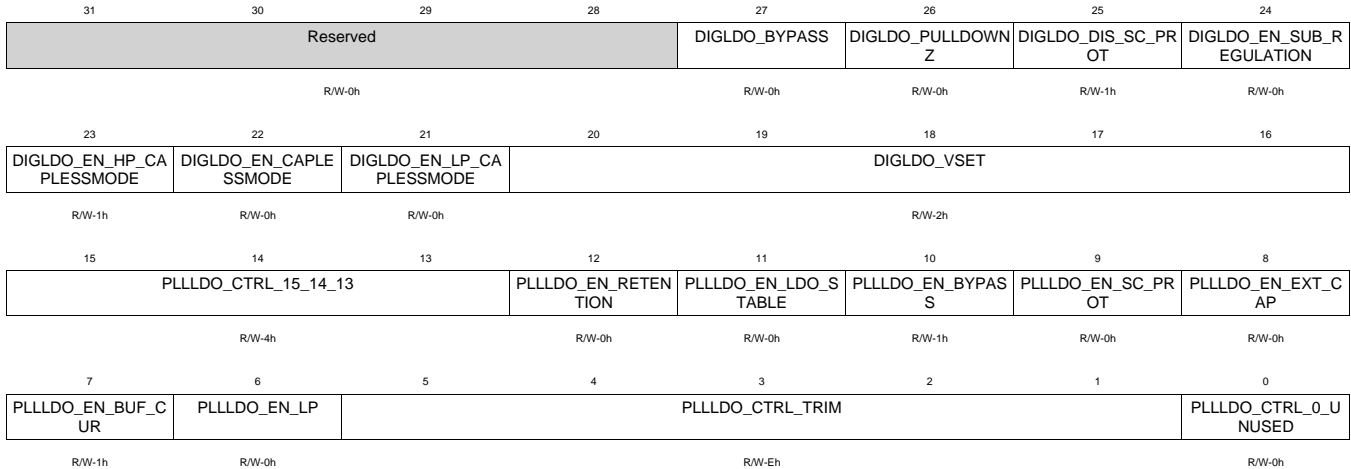 31 30 29 28 27 26 25 24
Reserved DIGLDO_BYPASS DIGLDO_PULLDOWN DIGLDO_DIS_SC_PR DIGLDO_EN_SUB_R
Z OT EGULATION
R/W-0h R/W-0h R/W-0h R/W-1h R/W-0h
23 22 21 20 19 18 17 16
DIGLDO_EN_HP_CA DIGLDO_EN_CAPLE DIGLDO_EN_LP_CA DIGLDO_VSET
PLESSMODE SSMODE PLESSMODE
R/W-1h R/W-0h R/W-0h R/W-2h
15 14 13 12 11 10 9 8
PLLLDO_CTRL_15_14_13 PLLLDO_EN_RETEN PLLLDO_EN_LDO_S PLLLDO_EN_BYPAS PLLLDO_EN_SC_PR PLLLDO_EN_EXT_C
TION TABLE S OT AP
R/W-4h R/W-0h R/W-0h R/W-1h R/W-0h R/W-0h
7 6 5 4 3 2 1 0
PLLLDO_EN_BUF_C PLLLDO_EN_LP PLLLDO_CTRL_TRIM PLLLDO_CTRL_0_U
UR NUSED
R/W-1h R/W-0h R/W-Eh R/W-0h